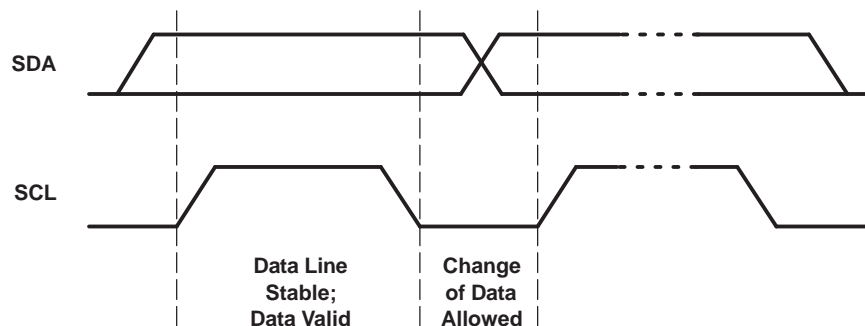 SDA
SCL
Data Line
Stable;
Data Valid
Change
of Data
Allowed